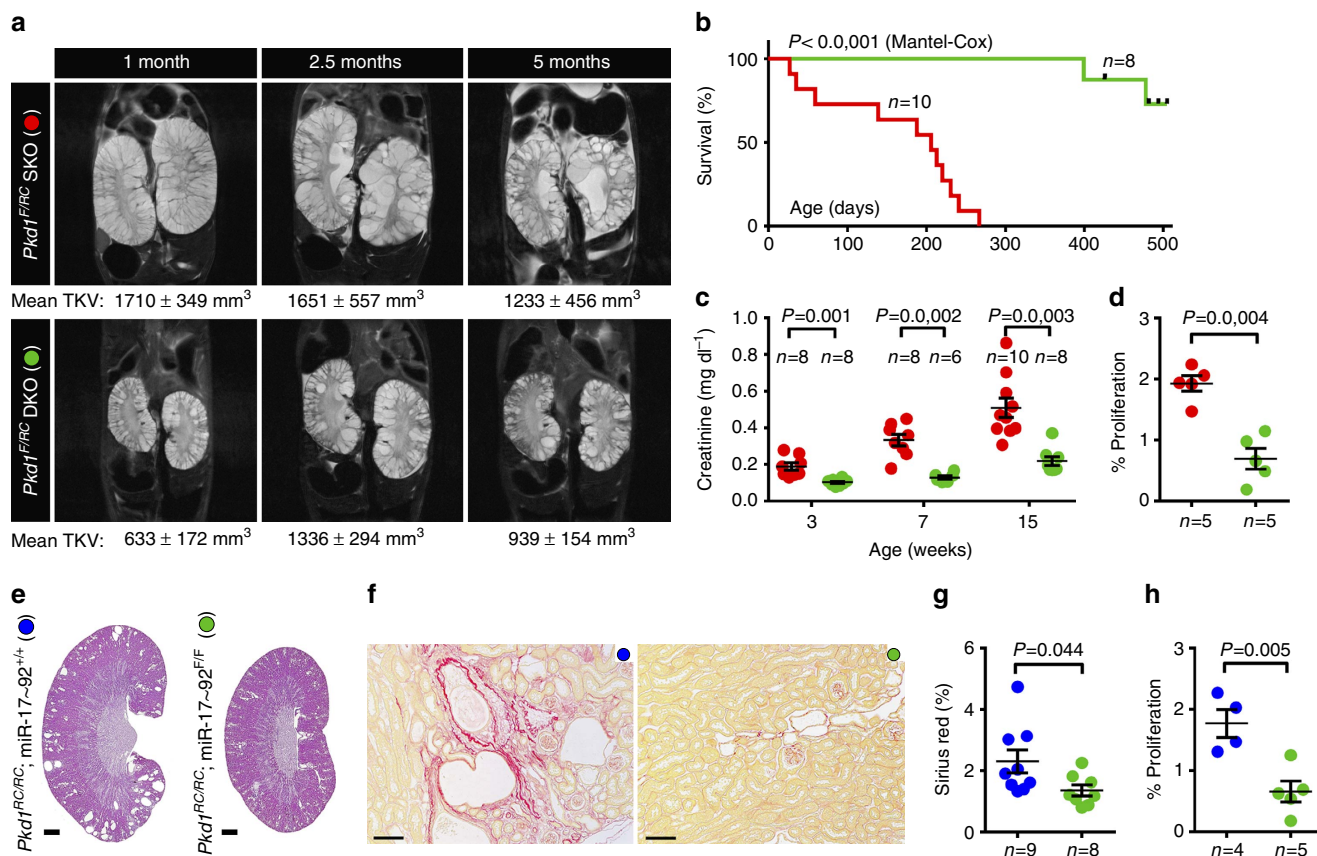 a
1 month
2.5 months
5 months
Pkd1F/RC SKO ( )
Mean TKV: 1710 ± 349 mm3
1651 ± 557 mm3
1233 ± 456 mm3
Pkd1F/RC DKO ( )
Mean TKV: 633 ± 172 mm3
1336 ± 294 mm3
939 ± 154 mm3
b
P< 0.0,001 (Mantel-Cox)
n=8
n=10
Survival (%)
100
50
0
Age (days)
0 100 200 300 400 500
c
Creatinine (mg dl−1)
1.0
0.8
0.6
0.4
0.2
0.0
P=0.001
P=0.0,002
P=0.0,003
n=8 n=8
n=8 n=6
n=10 n=8
3 7 15
Age (weeks)
d
% Proliferation
3
2
1
0
P=0.0,004
n=5 n=5
e
Pkd1RC/RC; miR-17~92+/+ ( )
Pkd1RC/RC; miR-17~92F/F ( )
f
g
Sirius red (%)
6
4
2
0
P=0.044
n=9 n=8
h
% Proliferation
3
2
1
0
P=0.005
n=4 n=5